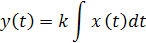 y(t) = k ∫ x(t)dt